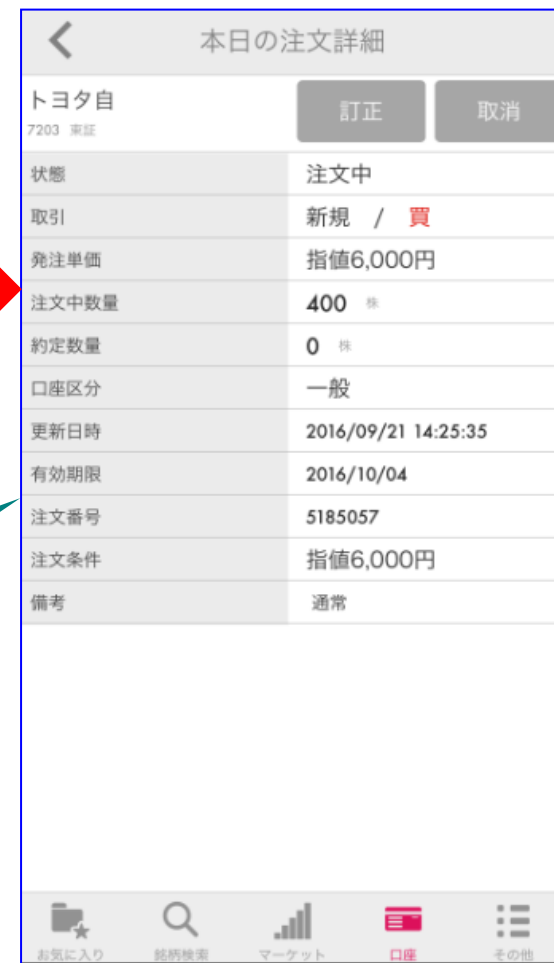 本日の注文詳細
トヨタ自
7203 東証
訂正
取消
状態 注文中
取引 新規 / 買
発注単価 指値6,000円
注文中数量 400 株
約定数量 0 株
口座区分 一般
更新日時 2016/09/21 14:25:35
有効期限 2016/10/04
注文番号 5185057
注文条件 指値6,000円
備考 通常
お気に入り 銘柄検索 マーケット 口座 その他